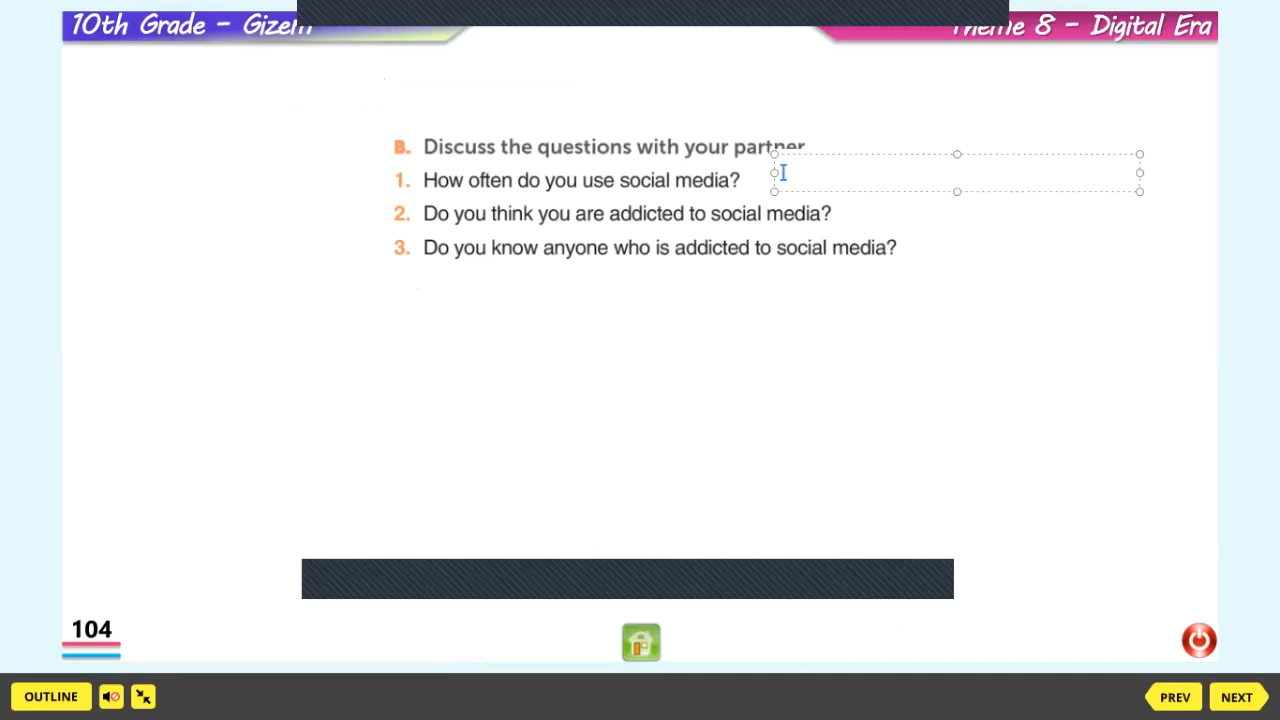 10th Grade - Gizem
Theme 8 - Digital Era
B. Discuss the questions with your partner
1. How often do you use social media?
I
2. Do you think you are addicted to social media?
3. Do you know anyone who is addicted to social media?
104
OUTLINE
PREV
NEXT